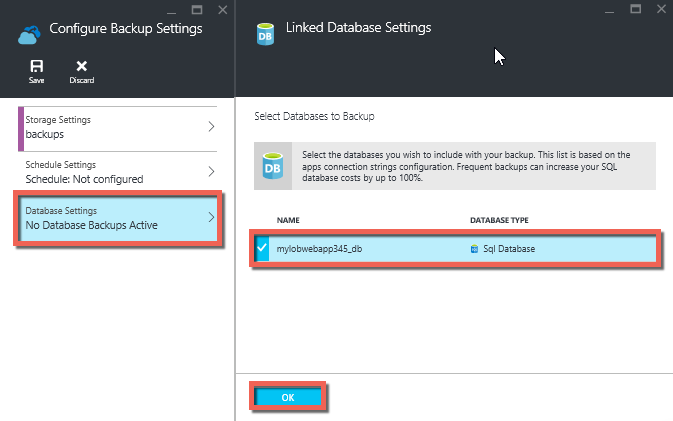 Configure Backup Settings
Save
Discard
Storage Settings
backups
Schedule Settings
Schedule: Not configured
Database Settings
No Database Backups Active
DB
Linked Database Settings
Select Databases to Backup
DB
Select the databases you wish to include with your backup. This list is based on the
apps connection strings configuration. Frequent backups can increase your SQL
database costs by up to 100%.
NAME
DATABASE TYPE
mylobwebapp345_db
Sql Database
OK